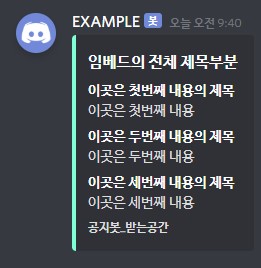 EXAMPLE 봇 오늘 오전 9:40
임베드의 전체 제목부분
이곳은 첫번째 내용의 제목
이곳은 첫번째 내용
이곳은 두번째 내용의 제목
이곳은 두번째 내용
이곳은 세번째 내용의 제목
이곳은 세번째 내용
공지봇_받는공간